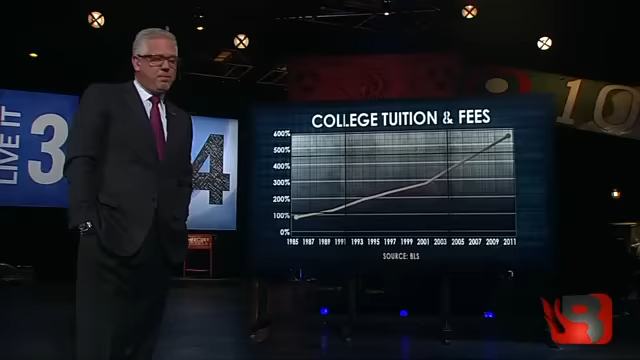 LIVE IT
3
4
10
COLLEGE TUITION & FEES
600%
500%
400%
300%
200%
100%
0%
1985 1987 1989 1991 1993 1995 1997 1999 2001 2003 2005 2007 2009 2011
SOURCE: BLS